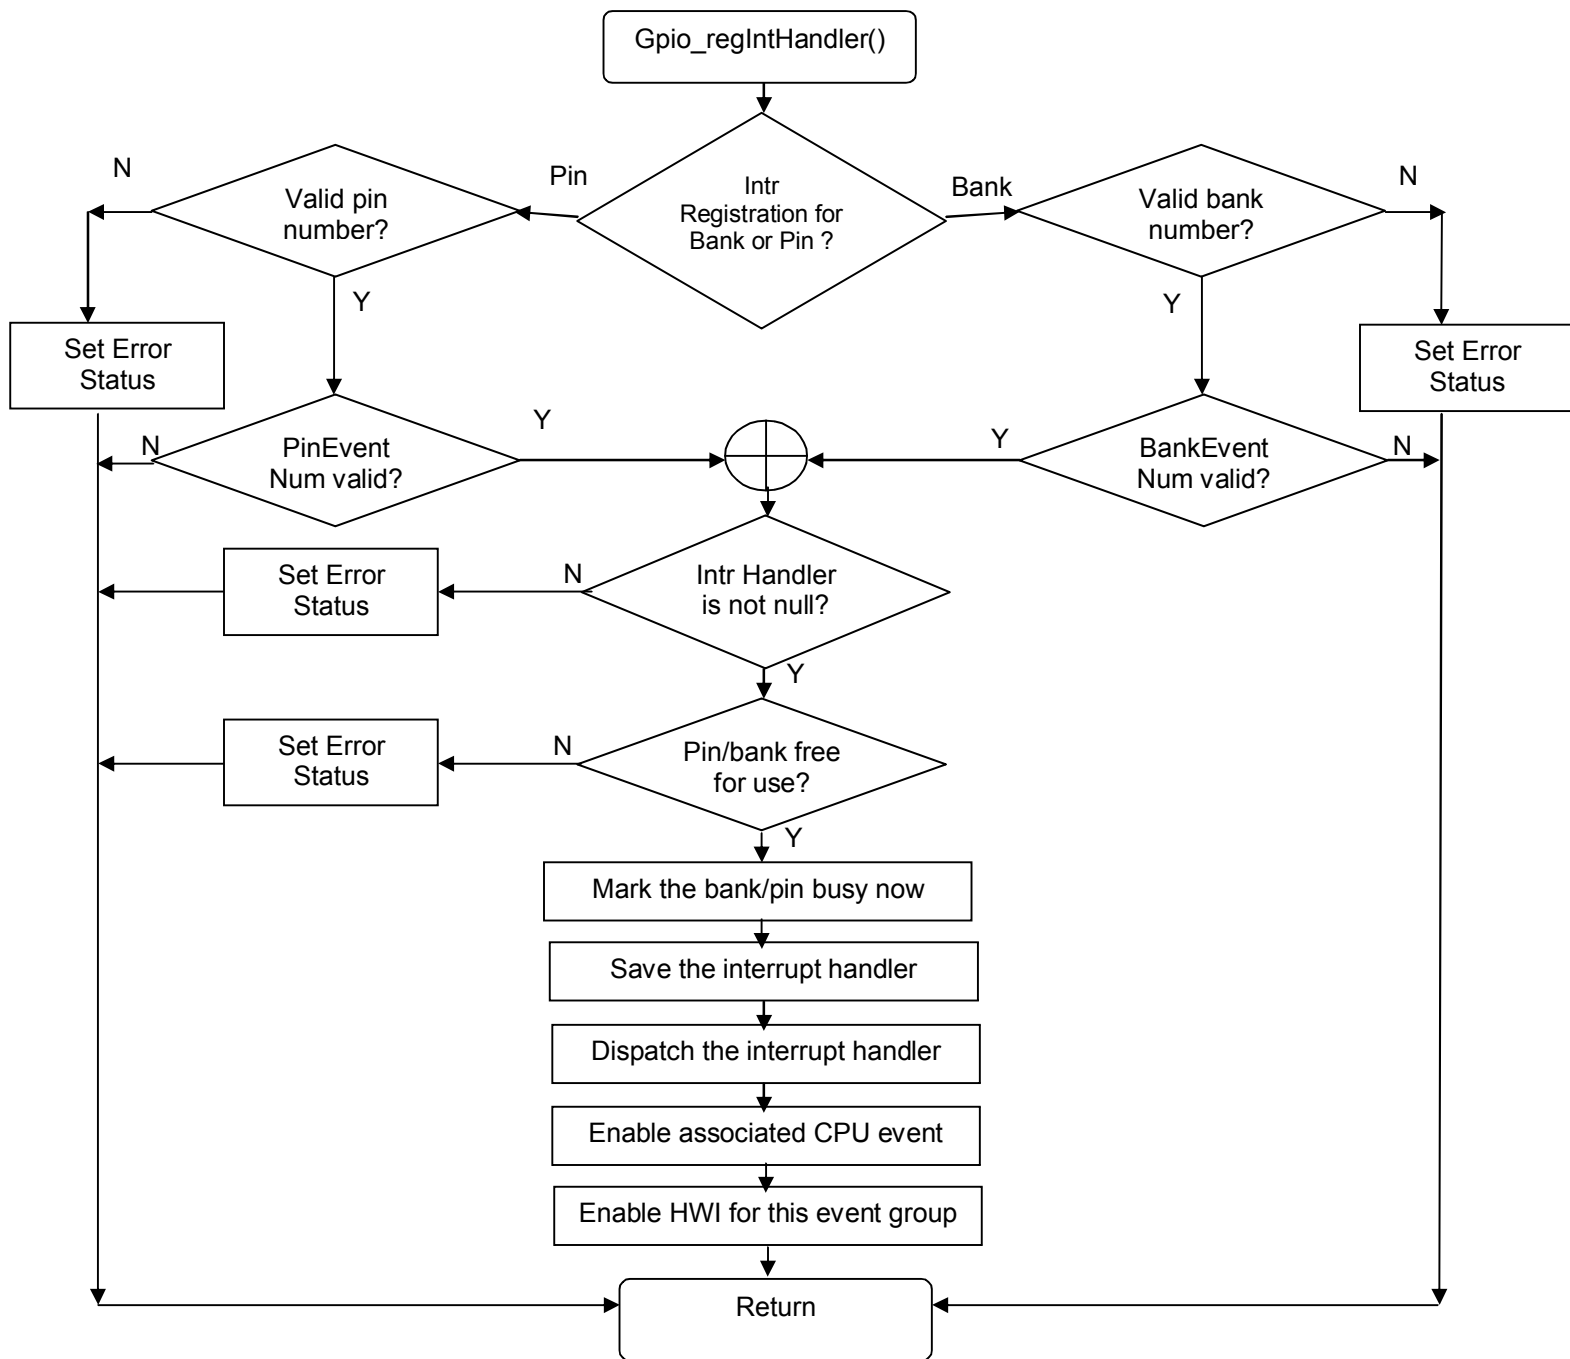 Gpio_regIntHandler()
N
Pin
Bank
N
Valid pin
number?
Intr
Registration for
Bank or Pin ?
Valid bank
number?
Y
Y
Set Error
Status
Set Error
Status
N
PinEvent
Num valid?
Y
Y
BankEvent
Num valid?
N
Set Error
Status
N
Intr Handler
is not null?
Y
Set Error
Status
N
Pin/bank free
for use?
Y
Mark the bank/pin busy now
Save the interrupt handler
Dispatch the interrupt handler
Enable associated CPU event
Enable HWI for this event group
Return